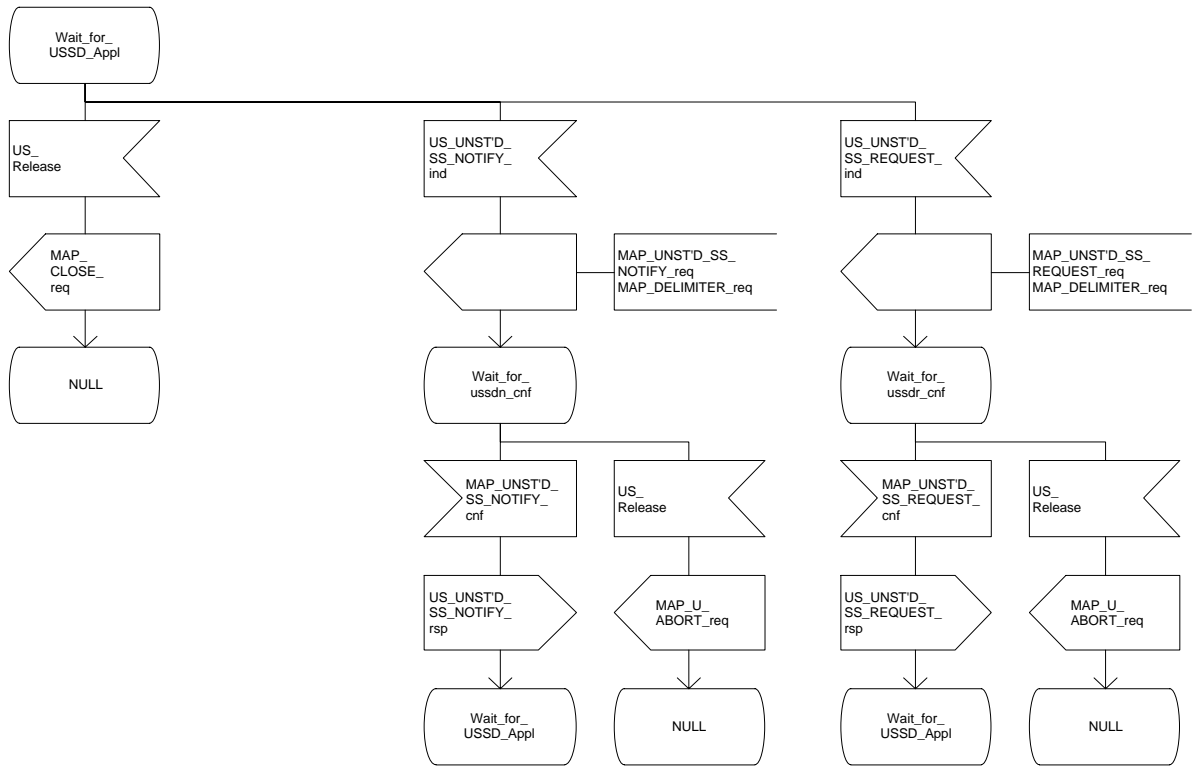 Wait_for_
USSD_Appl
US_
Release
US_UNST'D_
SS_NOTIFY_
ind
US_UNST'D_
SS_REQUEST_
ind
MAP_
CLOSE_
req
MAP_UNST'D_SS_
NOTIFY_req
MAP_DELIMITER_req
MAP_UNST'D_SS_
REQUEST_req
MAP_DELIMITER_req
NULL
Wait_for_
ussdn_cnf
Wait_for_
ussdr_cnf
MAP_UNST'D_
SS_NOTIFY_
cnf
US_
Release
MAP_UNST'D_
SS_REQUEST_
cnf
US_
Release
US_UNST'D_
SS_NOTIFY_
rsp
MAP_U_
ABORT_req
US_UNST'D_
SS_REQUEST_
rsp
MAP_U_
ABORT_req
Wait_for_
USSD_Appl
NULL
Wait_for_
USSD_Appl
NULL